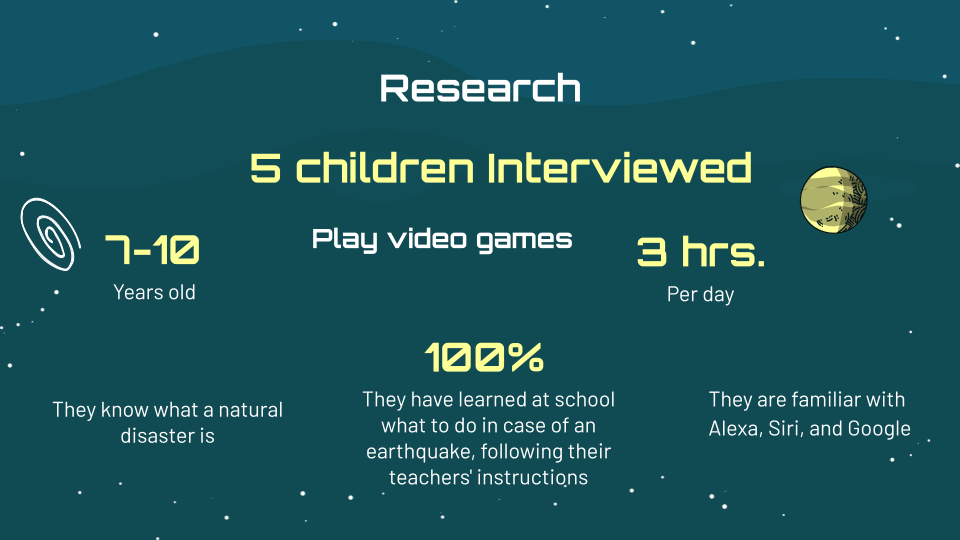 Research
5 children Interviewed
7-10
Years old
Play video games
3 hrs.
Per day
100%
They know what a natural
disaster is
They have learned at school
what to do in case of an
earthquake, following their
teachers' instructions
They are familiar with
Alexa, Siri, and Google